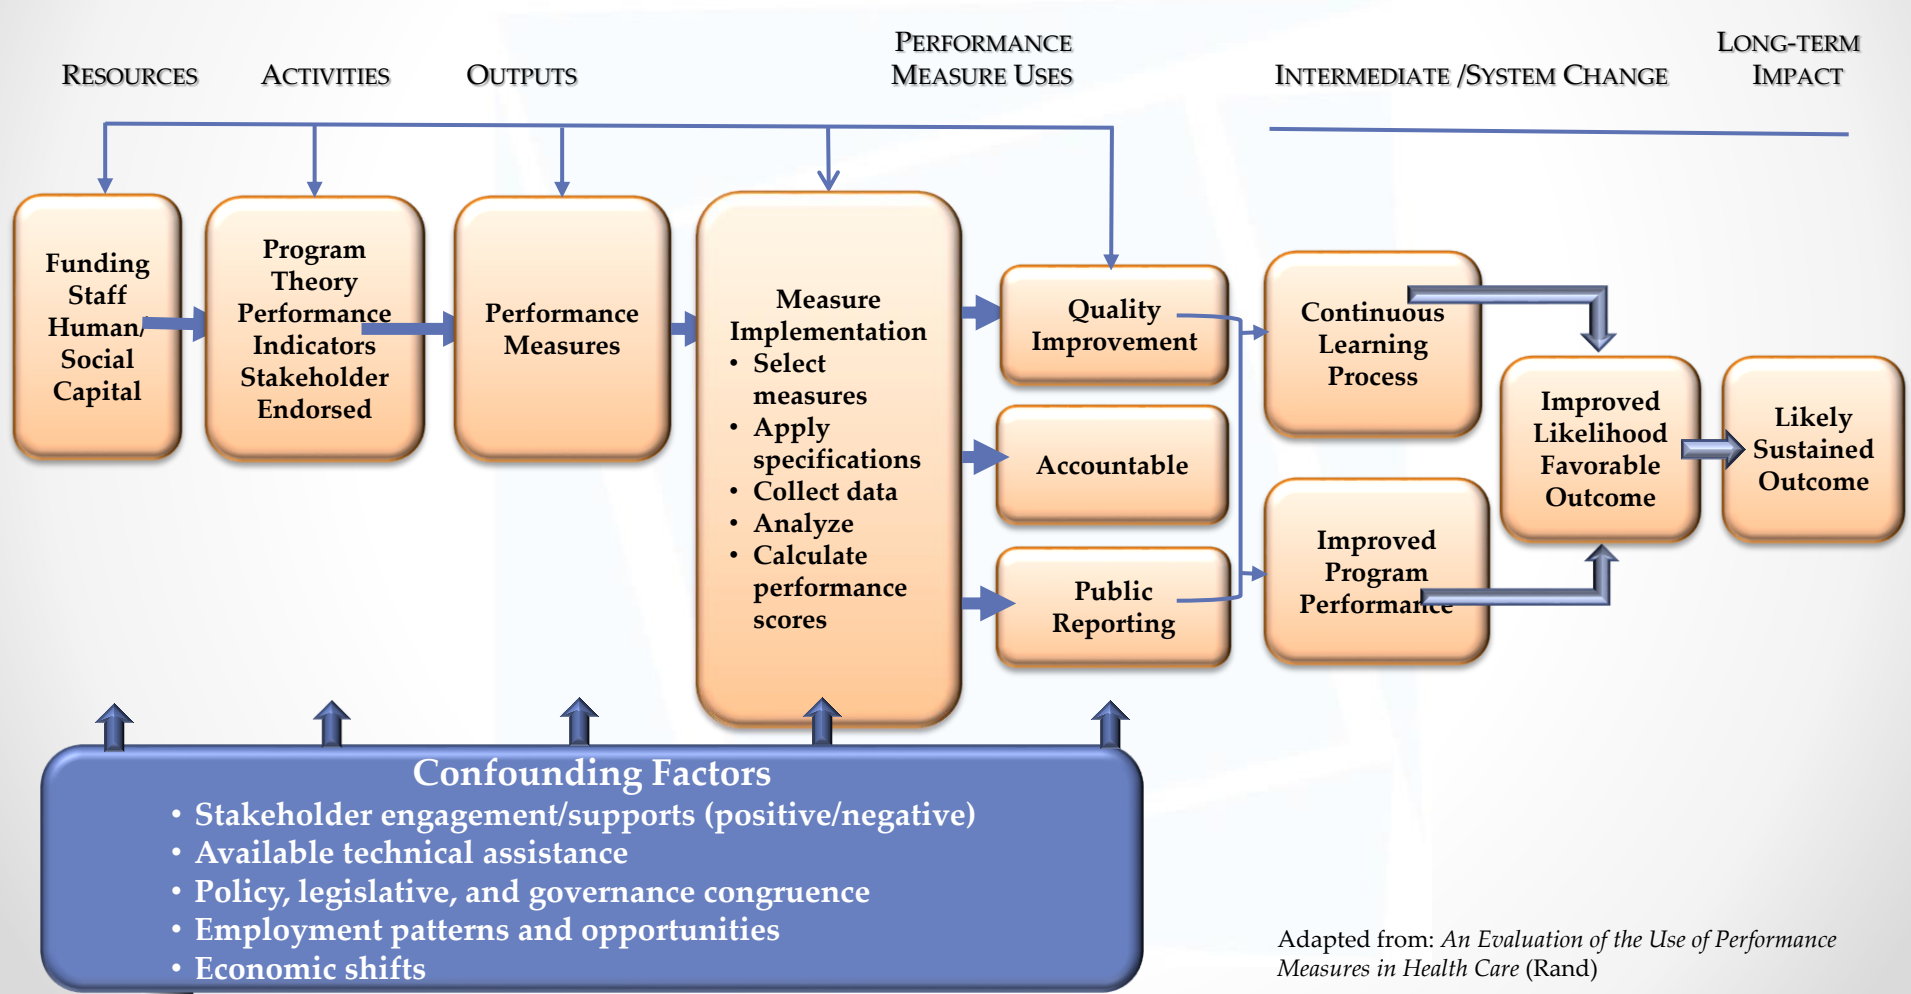 RESOURCES
ACTIVITIES
OUTPUTS
PERFORMANCE
MEASURE USES
INTERMEDIATE /SYSTEM CHANGE
LONG-TERM
IMPACT
Funding
Staff
Human/
Social
Capital
Program
Theory
Performance
Indicators
Stakeholder
Endorsed
Performance
Measures
Measure
Implementation
• Select
measures
• Apply
specifications
• Collect data
• Analyze
• Calculate
performance
scores
Quality
Improvement
Accountable
Public
Reporting
Continuous
Learning
Process
Improved
Program
Performance
Improved
Likelihood
Favorable
Outcome
Likely
Sustained
Outcome
Confounding Factors
• Stakeholder engagement/supports (positive/negative)
• Available technical assistance
• Policy, legislative, and governance congruence
• Employment patterns and opportunities
• Economic shifts
Adapted from: An Evaluation of the Use of Performance
Measures in Health Care (Rand)